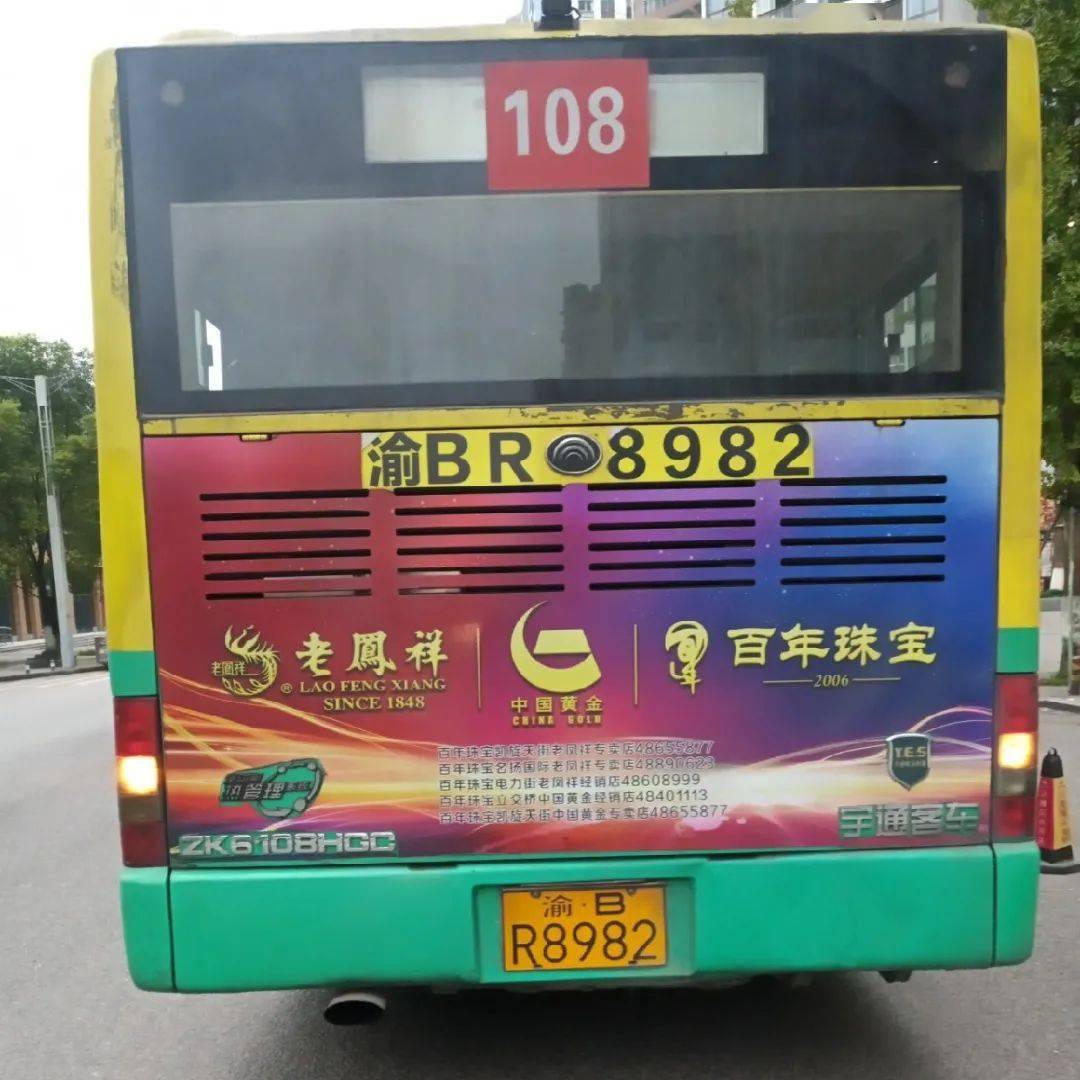 108
渝BR 8982
老鳳祥
老鳳祥
® LAO FENG XIANG
SINCE 1848
中国黄金
CHINA GOLD
百年珠宝
2006
百年珠宝凯旋天街老凤祥专卖店48655877
百年珠宝名扬国际老凤祥专卖店48890623
百年珠宝电力街老凤祥经销店48608999
百年珠宝立交桥中国黄金经销店48401113
百年珠宝凯旋天街中国黄金专卖店48655877
T.E.S
热管理系统
ZK6108HGC
宇通客车
渝·B
R8982